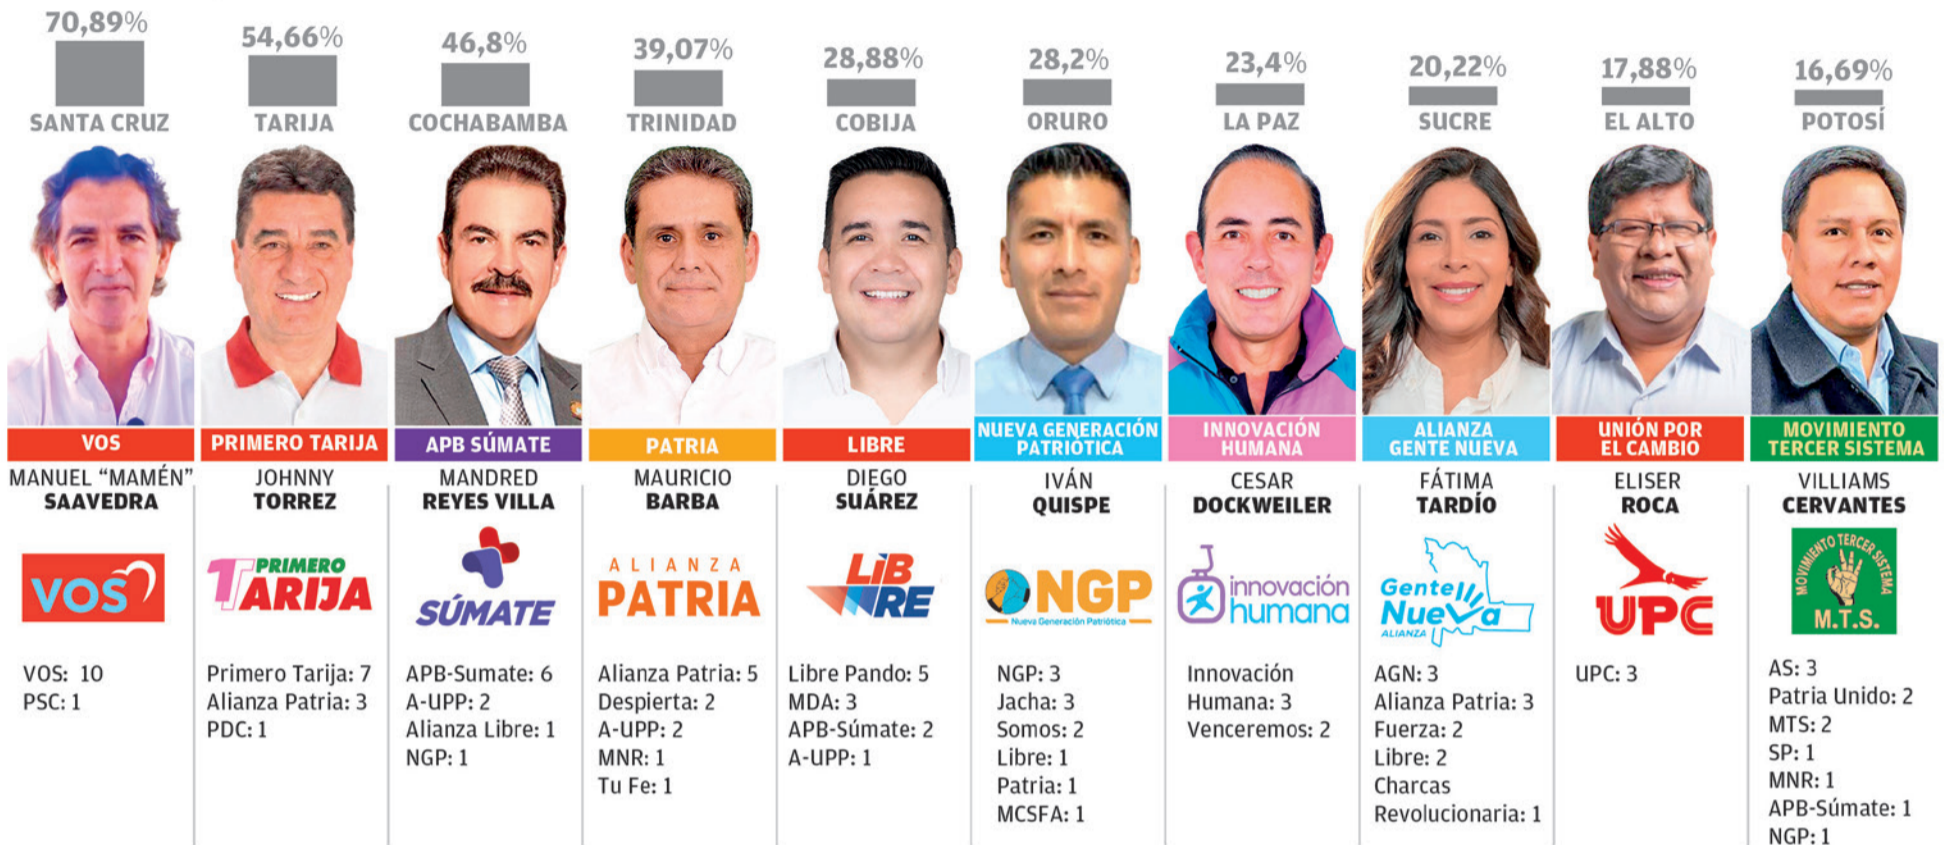 70,89%
SANTA CRUZ
VOS
MANUEL “MAMÉN”
SAAVEDRA
VOS
VOS: 10
PSC: 1
54,66%
TARIJA
PRIMERO TARIJA
JOHNNY
TORREZ
PRIMERO
TARIJA
Primero Tarija: 7
Alianza Patria: 3
PDC: 1
46,8%
COCHABAMBA
APB SÚMATE
MANDRED
REYES VILLA
SÚMATE
APB-Sumate: 6
A-UPP: 2
Alianza Libre: 1
NGP: 1
39,07%
TRINIDAD
PATRIA
MAURICIO
BARBA
ALIANZA
PATRIA
Alianza Patria: 5
Despierta: 2
A-UPP: 2
MNR: 1
Tu Fe: 1
28,88%
COBIJA
LIBRE
DIEGO
SUÁREZ
LiB
RE
Libre Pando: 5
MDA: 3
APB-Súmate: 2
A-UPP: 1
28,2%
ORURO
NUEVA GENERACIÓN
PATRIÓTICA
IVÁN
QUISPE
NGP
Nueva Generación Patriótica
NGP: 3
Jacha: 3
Somos: 2
Libre: 1
Patria: 1
MCSFA: 1
23,4%
LA PAZ
INNOVACIÓN
HUMANA
CESAR
DOCKWEILER
innovación
humana
Innovación
Humana: 3
Venceremos: 2
20,22%
SUCRE
ALIANZA
GENTE NUEVA
FÁTIMA
TARDÍO
Gente
Nueva
ALIANZA
AGN: 3
Alianza Patria: 3
Fuerza: 2
Libre: 2
Charcas
Revolucionaria: 1
17,88%
EL ALTO
UNIÓN POR
EL CAMBIO
ELISER
ROCA
UPC
UPC: 3
16,69%
POTOSÍ
MOVIMIENTO
TERCER SISTEMA
VILLIAMS
CERVANTES
MOVIMIENTO TERCER SISTEMA
M.T.S.
AS: 3
Patria Unido: 2
MTS: 2
SP: 1
MNR: 1
APB-Súmate: 1
NGP: 1